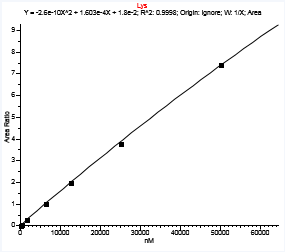 Lys
Y = -2.6e-10X^2 + 1.603e-4X + 1.8e-2; R^2: 0.9998; Origin: Ignore; W: 1/X; Area
9
8
7
6
5
4
3
2
1
0
Area Ratio
0 10000 20000 30000 40000 50000 60000
nM